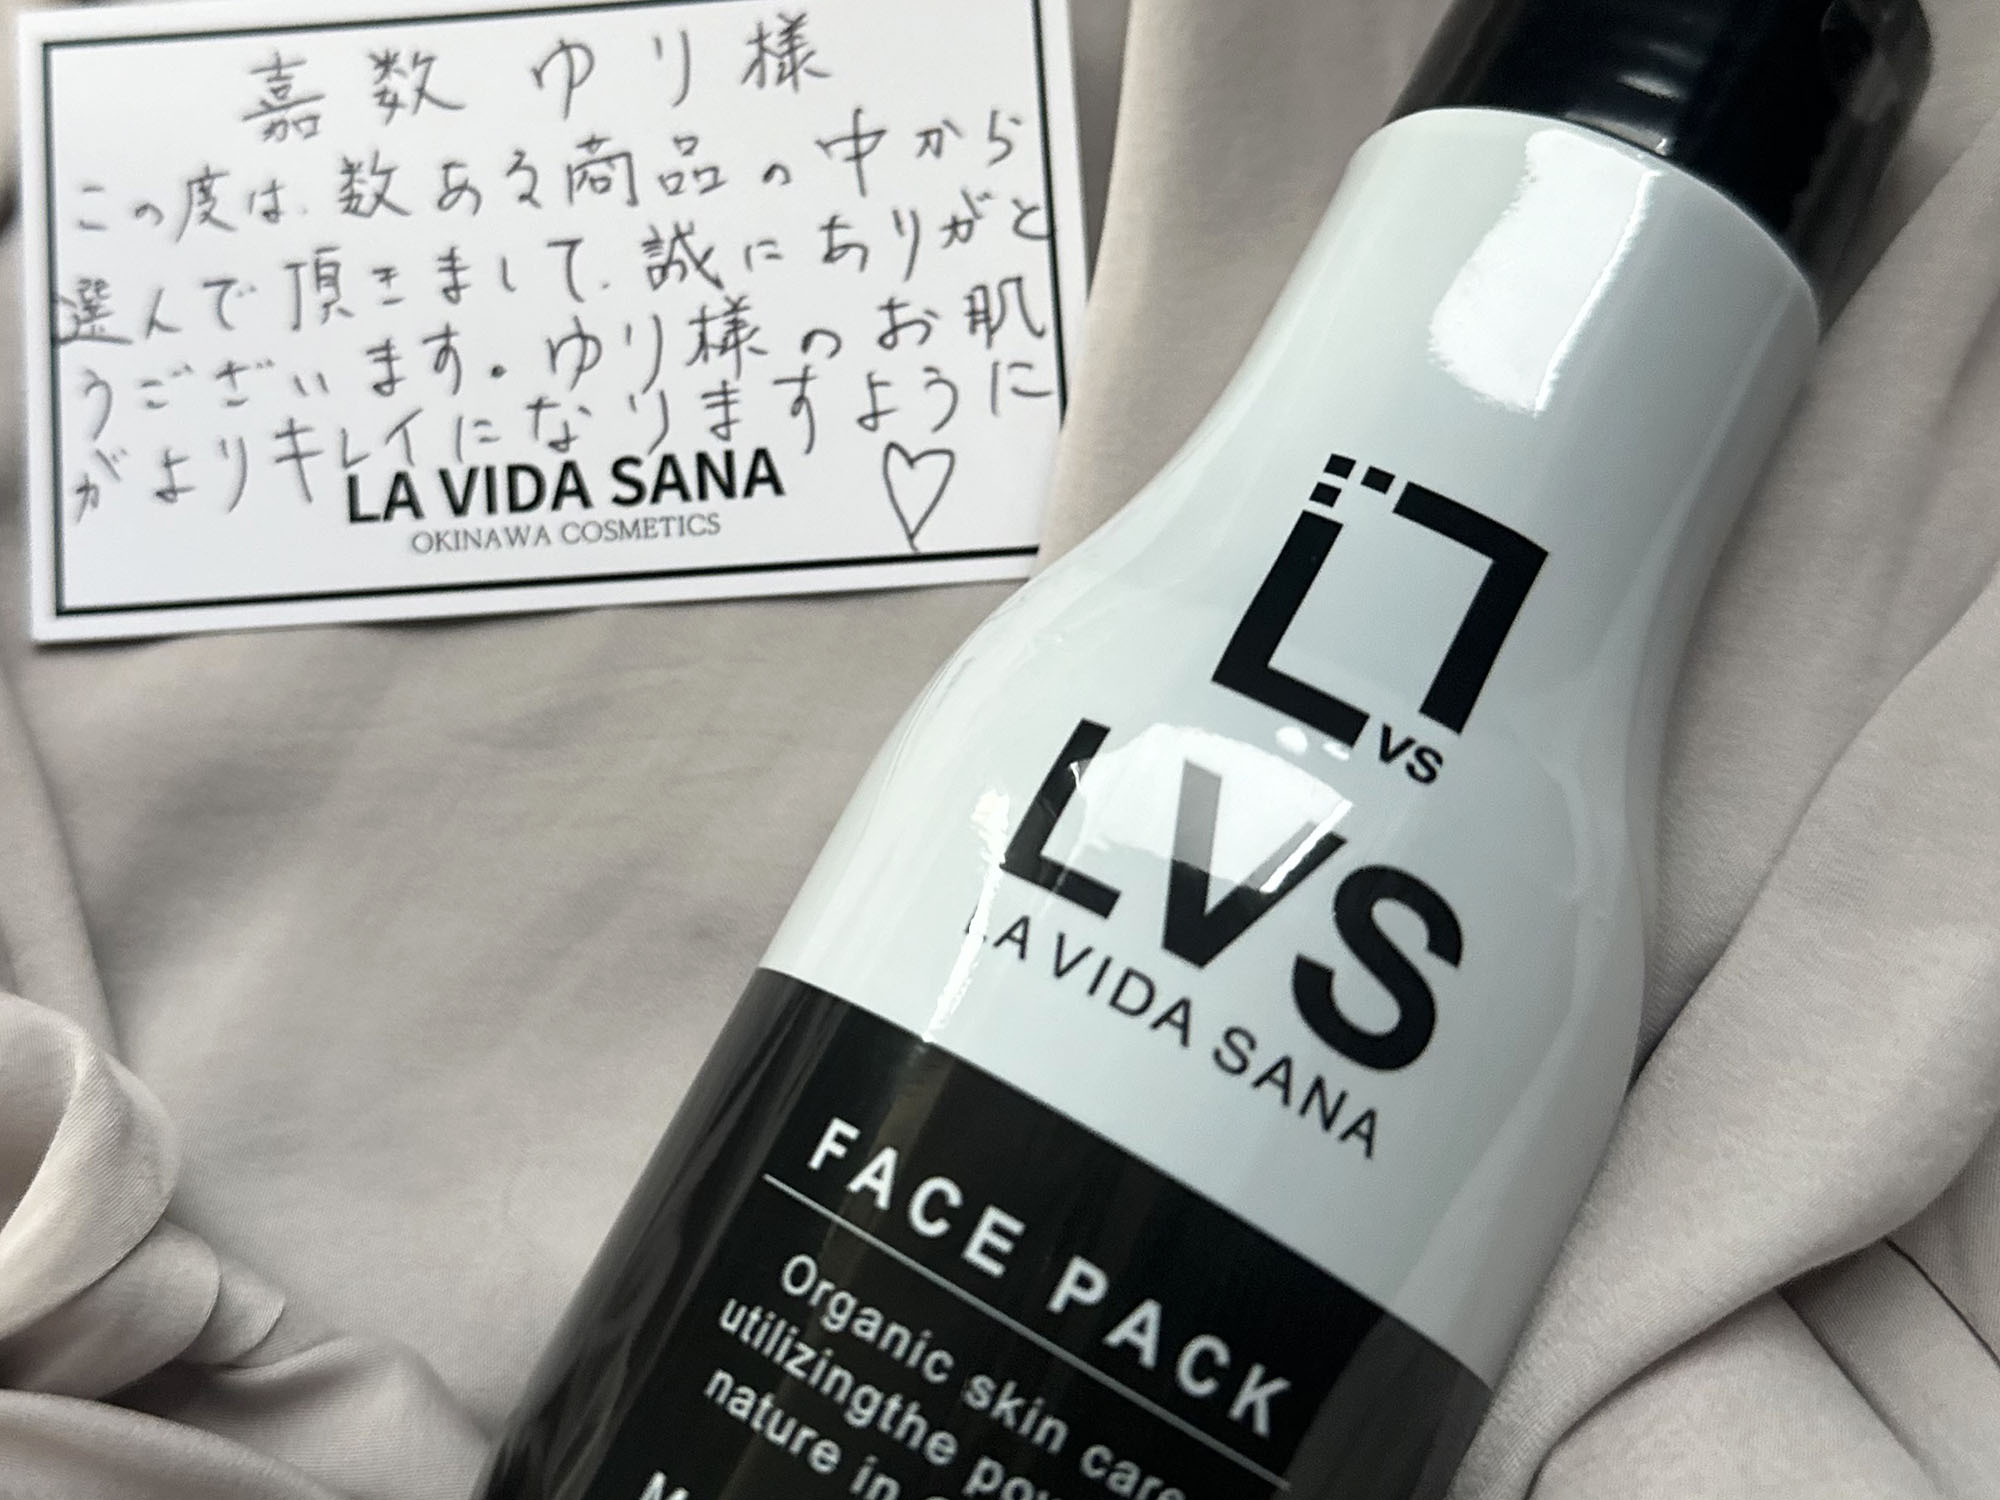 嘉数ゆり様
この度は、数ある商品の中から
選んで頂きまして、誠にありがと
うございます。ゆり様のお肌
がよりキレイになりますように
♡
LA VIDA SANA
OKINAWA COSMETICS
VS
LVS
LA VIDA SANA
FACE PACK
Organic skin care
utilizingthe
nature in